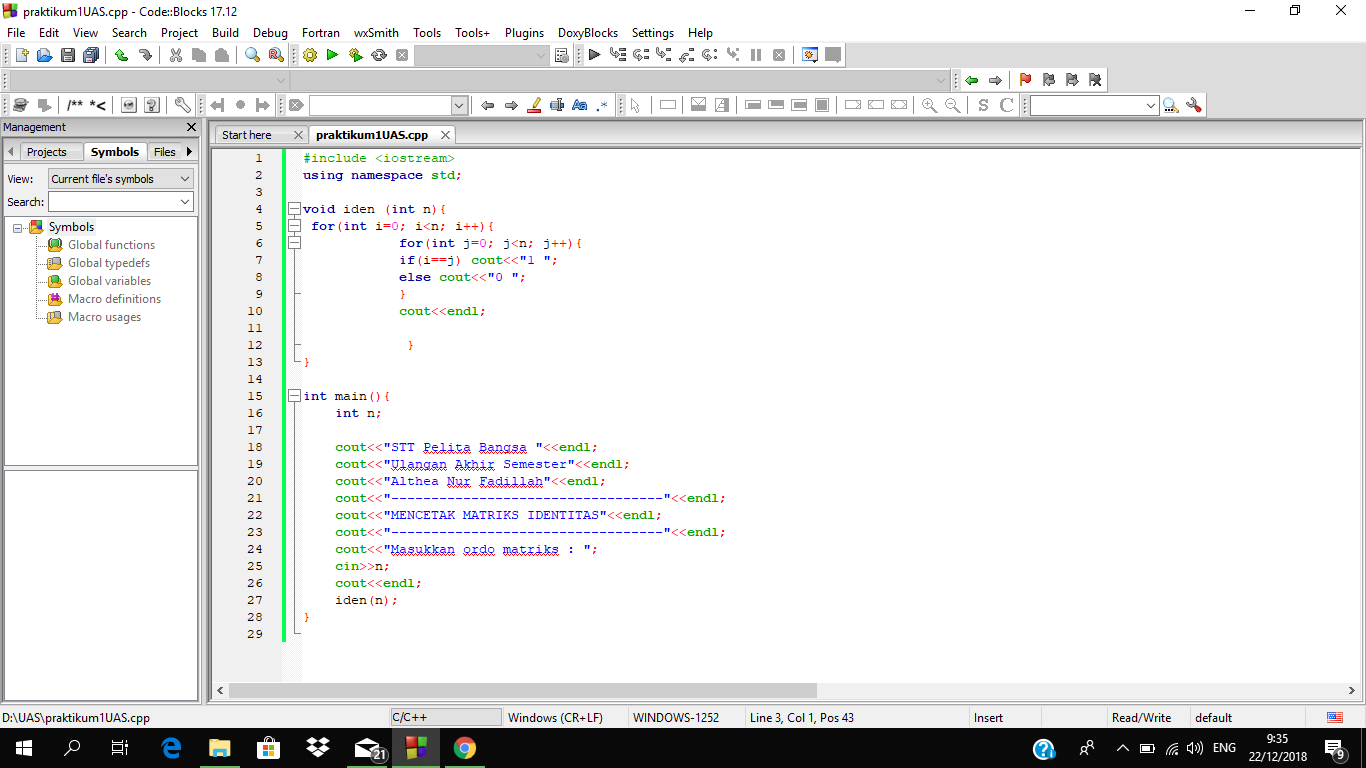 praktikum1UAS.cpp - Code::Blocks 17.12
File Edit View Search Project Build Debug Fortran wxSmith Tools Tools+ Plugins DoxyBlocks Settings Help
/** *<
Aa .*
S C
Management
Projects Symbols Files
View: Current file's symbols
Search:
Symbols
Global functions
Global typedefs
Global variables
Macro definitions
Macro usages
Start here praktikum1UAS.cpp
1 #include <iostream>
2 using namespace std;
3
4 void iden (int n){
5 for(int i=0; i<n; i++){
6 for(int j=0; j<n; j++){
7 if(i==j) cout<<"1 ";
8 else cout<<"0 ";
9 }
10 cout<<endl;
11
12 }
13 }
14
15 int main(){
16 int n;
17
18 cout<<"STT Pelita Bangsa "<<endl;
19 cout<<"Ulangan Akhir Semester"<<endl;
20 cout<<"Althea Nur Fadillah"<<endl;
21 cout<<"----------------------------------"<<endl;
22 cout<<"MENCETAK MATRIKS IDENTITAS"<<endl;
23 cout<<"----------------------------------"<<endl;
24 cout<<"Masukkan ordo matriks : ";
25 cin>>n;
26 cout<<endl;
27 iden(n);
28 }
29
D:\UAS\praktikum1UAS.cpp C/C++ Windows (CR+LF) WINDOWS-1252 Line 3, Col 1, Pos 43 Insert Read/Write default
21
ENG
9:35
22/12/2018
9